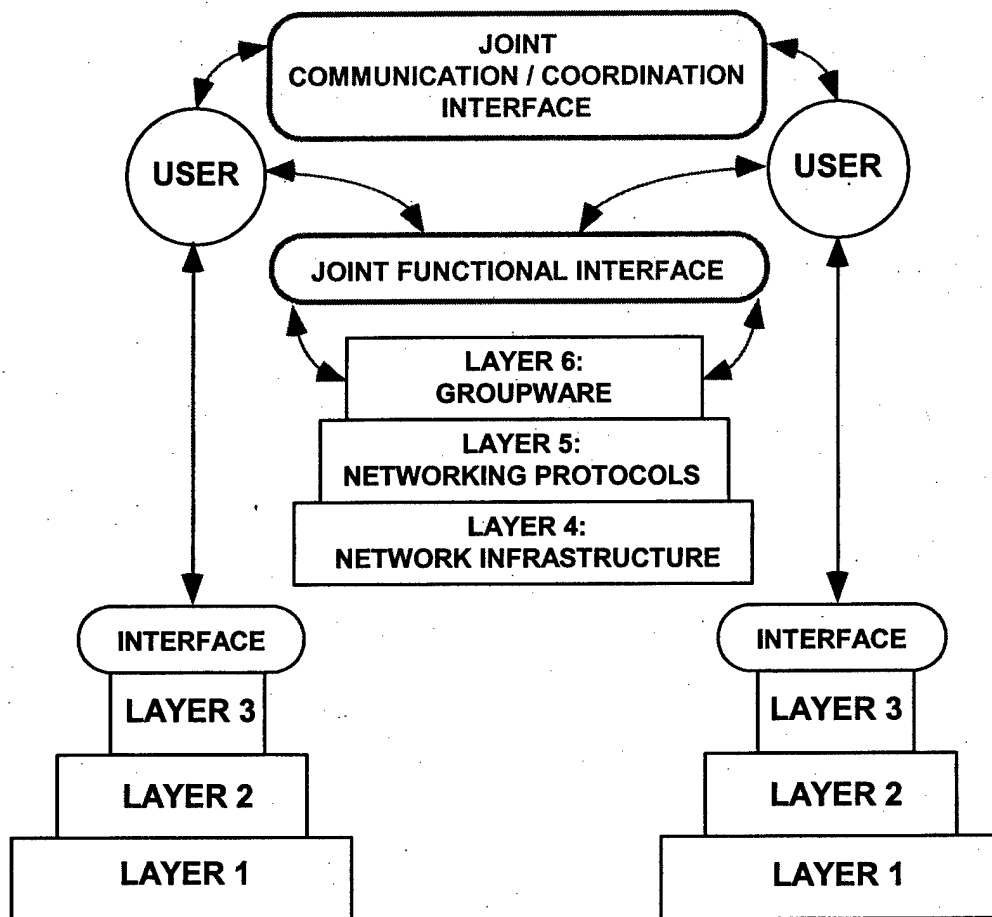 JOINT
COMMUNICATION / COORDINATION
INTERFACE
USER
USER
JOINT FUNCTIONAL INTERFACE
LAYER 6:
GROUPWARE
LAYER 5:
NETWORKING PROTOCOLS
LAYER 4:
NETWORK INFRASTRUCTURE
INTERFACE
INTERFACE
LAYER 3
LAYER 3
LAYER 2
LAYER 2
LAYER 1
LAYER 1